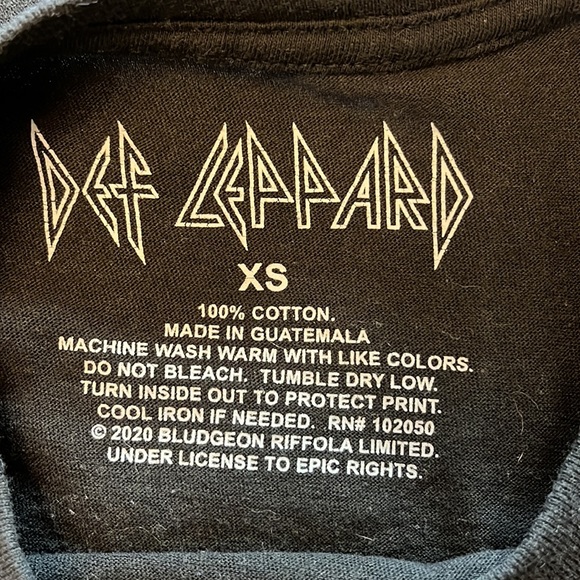 DEF LEPPARD
XS
100% COTTON.
MADE IN GUATEMALA
MACHINE WASH WARM WITH LIKE COLORS.
DO NOT BLEACH. TUMBLE DRY LOW.
TURN INSIDE OUT TO PROTECT PRINT.
COOL IRON IF NEEDED. RN# 102050
© 2020 BLUDGEON RIFFOLA LIMITED.
UNDER LICENSE TO EPIC RIGHTS.